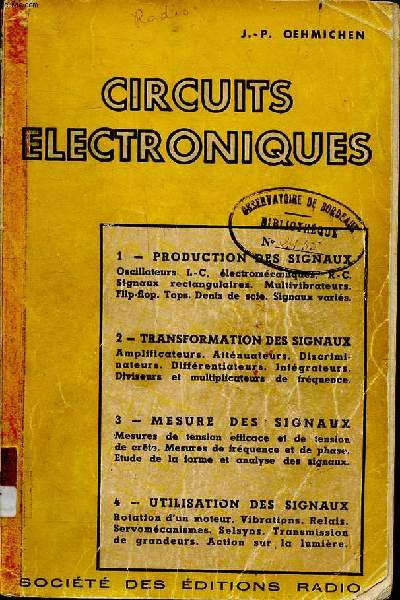 Radio
J.-P. OEHMICHEN
CIRCUITS
ELECTRONIQUES
OBSERVATOIRE DE BORDEAUX
BIBLIOTHÈQUE
No
1 — PRODUCTION DES SIGNAUX
Oscillateurs L-C, électromécaniques, R-C.
Signaux rectangulaires. Multivibrateurs.
Flip-flop. Tops. Dents de scie. Signaux variés.
2 — TRANSFORMATION DES SIGNAUX
Amplificateurs. Atténuateurs. Discrimi-
nateurs. Différentiateurs. Intégrateurs.
Diviseurs et multiplicateurs de fréquence.
3 — MESURE DES SIGNAUX
Mesures de tension efficace et de tension
de crête. Mesures de fréquence et de phase.
Etude de la forme et analyse des signaux.
4 — UTILISATION DES SIGNAUX
Rotation d'un moteur. Vibrations. Relais.
Servomécanismes. Selsyns. Transmission
de grandeurs. Action sur la lumière.
SOCIÉTÉ DES ÉDITIONS RADIO